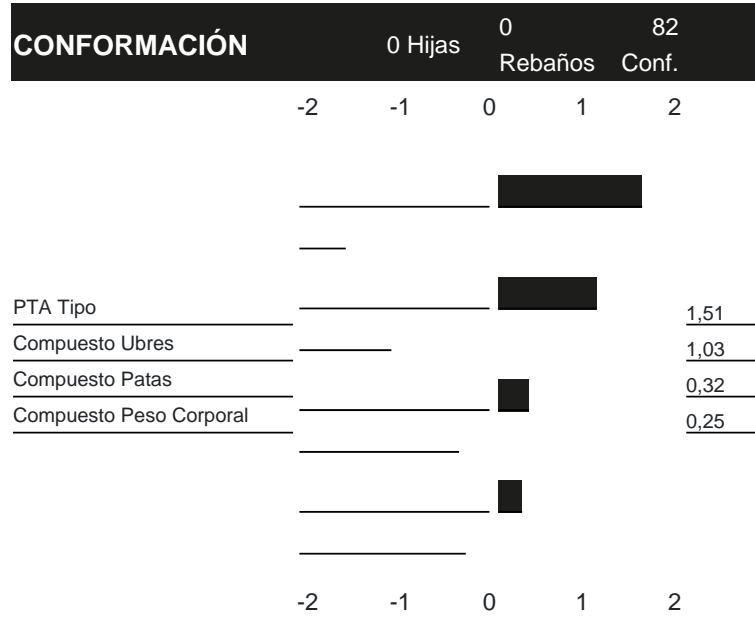 CONFORMACIÓN 0 Hijas 0 82
Rebaños Conf.
-2 -1 0 1 2
PTA Tipo 1,51
Compuesto Ubres 1,03
Compuesto Patas 0,32
Compuesto Peso Corporal 0,25
-2 -1 0 1 2